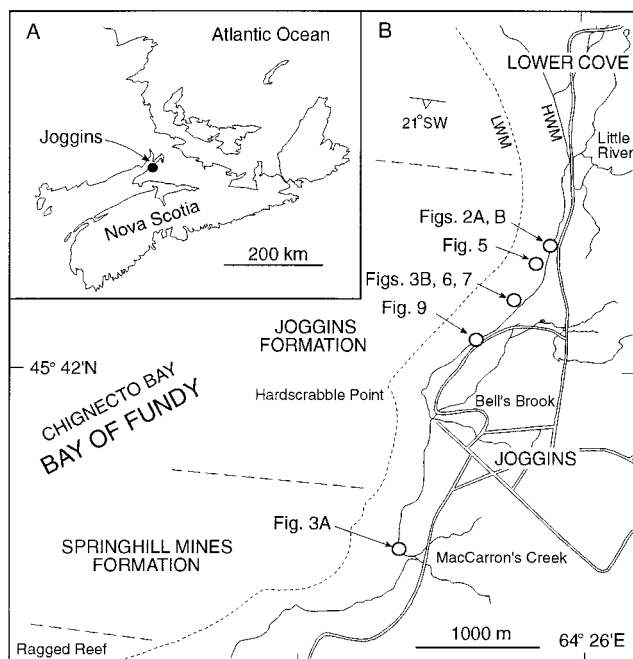 A
Atlantic Ocean
Joggins
Nova Scotia
200 km
B
LOWER COVE
21°SW
LWM
HWM
Little
River
Figs. 2A, B
Fig. 5
Figs. 3B, 6, 7
Fig. 9
JOGGINS
FORMATION
45° 42'N
CHIGNECTO BAY
BAY OF FUNDY
Hardscrabble Point
Bell's Brook
JOGGINS
Fig. 3A
SPRINGHILL MINES
FORMATION
MacCarron's Creek
Ragged Reef
1000 m
64° 26'E